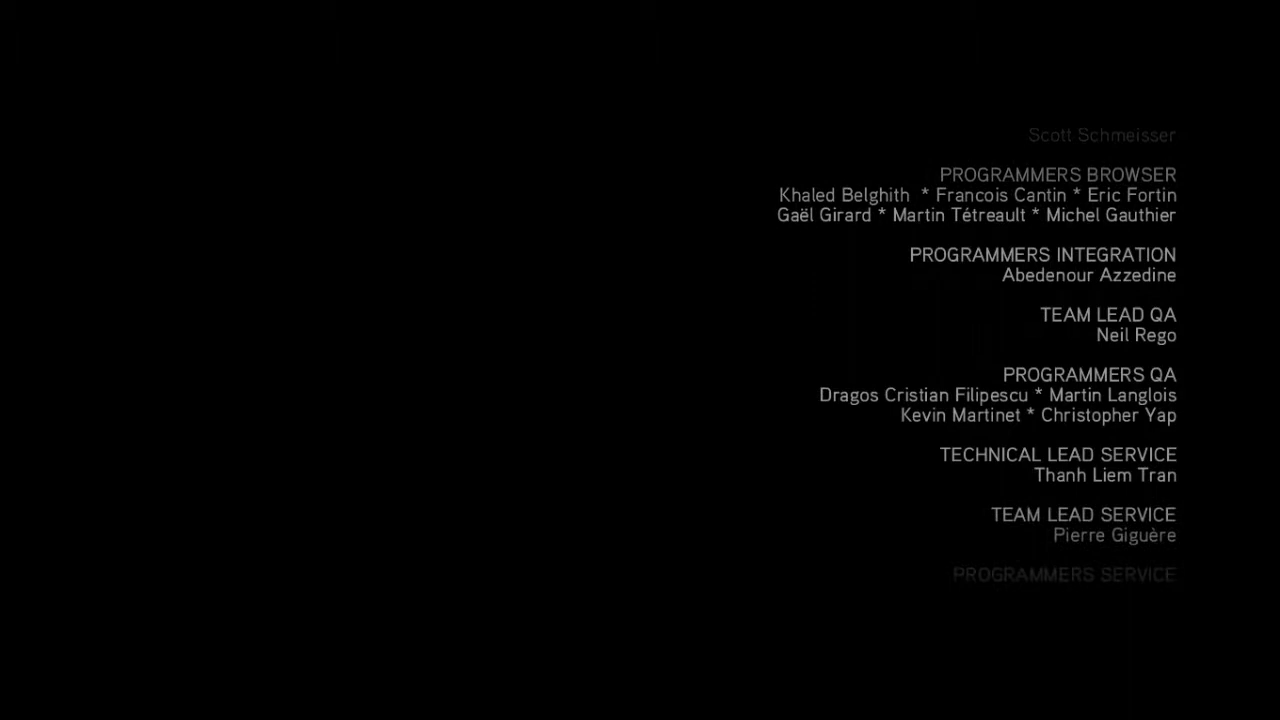 Scott Schmeisser
PROGRAMMERS BROWSER
Khaled Belghith * Francois Cantin * Eric Fortin
Gaël Girard * Martin Tétreault * Michel Gauthier
PROGRAMMERS INTEGRATION
Abedenour Azzedine
TEAM LEAD QA
Neil Rego
PROGRAMMERS QA
Dragos Cristian Filipescu * Martin Langlois
Kevin Martinet * Christopher Yap
TECHNICAL LEAD SERVICE
Thanh Liem Tran
TEAM LEAD SERVICE
Pierre Giguère
PROGRAMMERS SERVICE